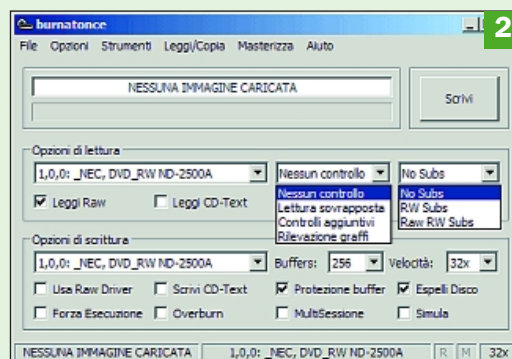 burnatonce
2
File Opzioni Strumenti Leggi/Copia Masterizza Aiuto
NESSUNA IMMAGINE CARICATA
Scrivi
Opzioni di lettura
1,0,0: _NEC, DVD_RW ND-2500A Nessun controllo No Subs
Leggi Raw Leggi CD-Text
Nessun controllo No Subs
Lettura sovrapposta RW Subs
Controlli aggiuntivi Raw RW Subs
Rilevazione graffi
Opzioni di scrittura
1,0,0: _NEC, DVD_RW ND-2500A Buffers: 256 Velocità: 32x
Usa Raw Driver Scrivi CD-Text Protezione buffer Espelli Disco
Forza Esecuzione Overburn MultiSessione Simula
NESSUNA IMMAGINE CARICATA 1,0,0: _NEC, DVD_RW ND-2500A R M 32x